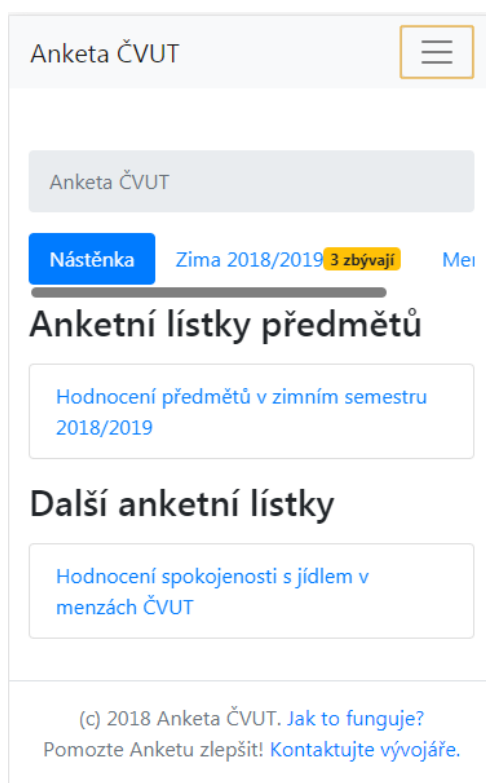 Anketa ČVUT
Anketa ČVUT
Nástěnka Zima 2018/2019 3 zbývají
Anketní lístky předmětů
Hodnocení předmětů v zimním semestru
2018/2019
Další anketní lístky
Hodnocení spokojenosti s jídlem v
menzách ČVUT
(c) 2018 Anketa ČVUT. Jak to funguje?
Pomozte Anketu zlepšit! Kontaktujte vývojáře.